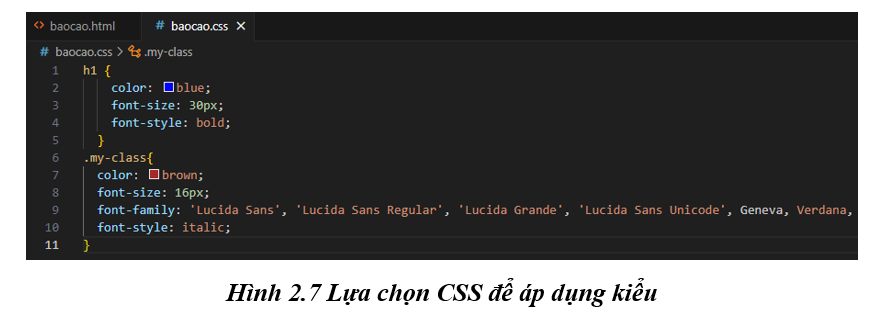 <> baocao.html # baocao.css ×
# baocao.css > .my-class
1 h1 {
2 color: blue;
3 font-size: 30px;
4 font-style: bold;
5 }
6 .my-class{
7 color: brown;
8 font-size: 16px;
9 font-family: 'Lucida Sans', 'Lucida Sans Regular', 'Lucida Grande', 'Lucida Sans Unicode', Geneva, Verdana,
10 font-style: italic;
11 }
Hình 2.7 Lựa chọn CSS để áp dụng kiểu